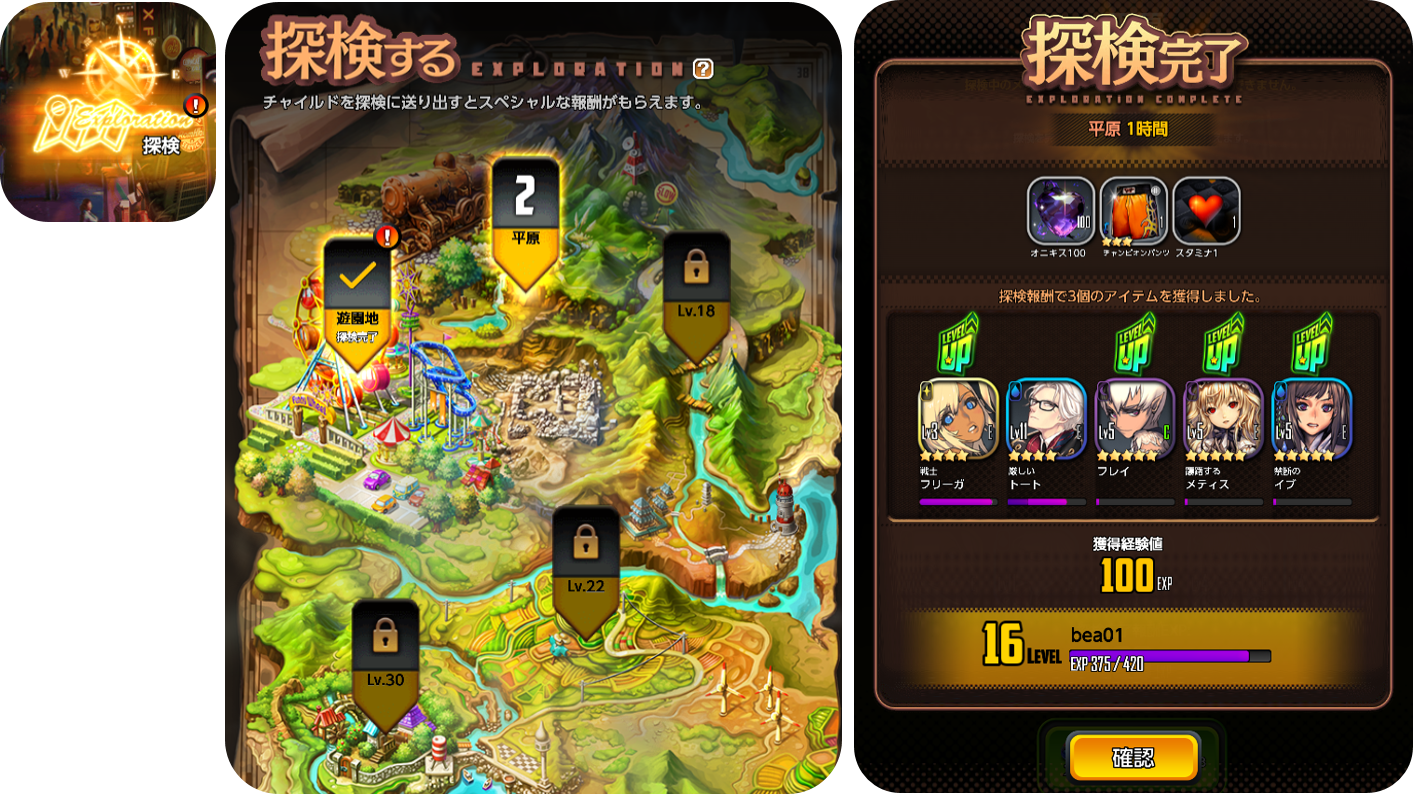 W
E
Exploration
探検
探検する
EXPLORATION ?
チャイルドを探検に送り出すとスペシャルな報酬がもらえます。
2
平原
遊園地
探検完了
Lv.18
Lv.22
Lv.30
探検完了
EXPLORATION COMPLETE
平原 1時間
100
1
1
オニキス100
チャンピオンパンツ
スタミナ1
探検報酬で3個のアイテムを獲得しました。
LEVEL UP
LEVEL UP
LEVEL UP
LEVEL UP
Lv3 E
Lv11 E
Lv5 C
Lv5 E
Lv5 E
戦士
フリーガ
厳しい
トート
フレイ
隠路する
メティス
禁断の
イブ
獲得経験値
100 EXP
16 LEVEL
bea01
EXP 375 / 420
確認